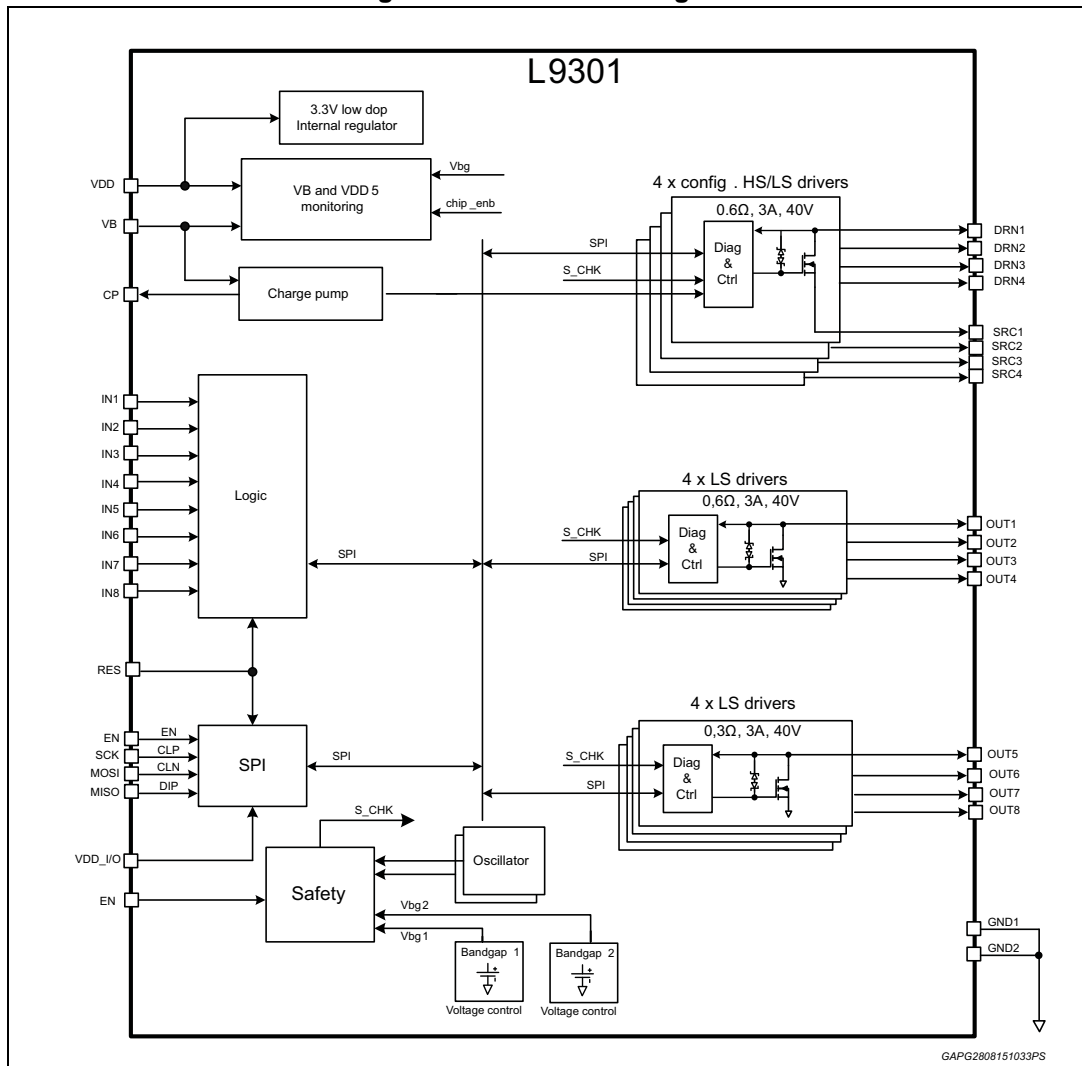 L9301
3.3V low dop
Internal regulator
VDD
VB and VDD 5
monitoring
Vbg
chip _enb
VB
CP
Charge pump
4 x config . HS/LS drivers
0.6Ω, 3A, 40V
SPI
S_CHK
Diag
&
Ctrl
DRN1
DRN2
DRN3
DRN4
SRC1
SRC2
SRC3
SRC4
IN1
IN2
IN3
IN4
IN5
IN6
IN7
IN8
Logic
SPI
4 x LS drivers
0,6Ω, 3A, 40V
S_CHK
SPI
Diag
&
Ctrl
OUT1
OUT2
OUT3
OUT4
RES
EN
SCK
MOSI
MISO
EN
CLP
CLN
DIP
SPI
SPI
4 x LS drivers
0,3Ω, 3A, 40V
S_CHK
SPI
Diag
&
Ctrl
OUT5
OUT6
OUT7
OUT8
VDD_I/O
EN
S_CHK
Safety
Oscillator
Vbg2
Vbg1
Bandgap 1
Voltage control
Bandgap 2
Voltage control
GND1
GND2
GAPG2808151033PS